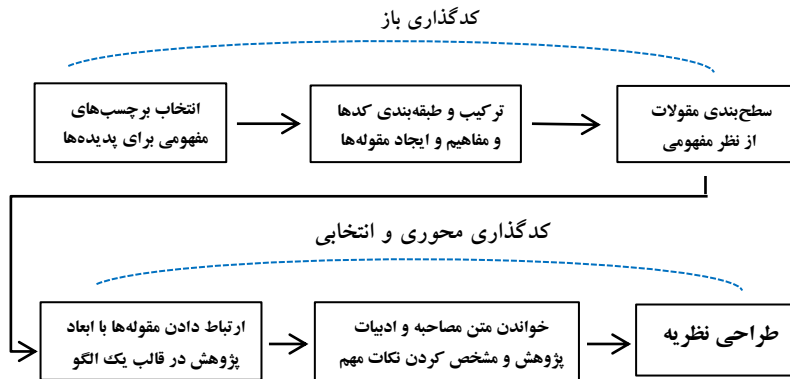 کدگذاری باز
انتخاب برچسب‌های
مفهومی برای پدیده‌ها
ترکیب و طبقه‌بندی کدها
و مفاهیم و ایجاد مقوله‌ها
سطح‌بندی مقولات
از نظر مفهومی
کدگذاری محوری و انتخابی
ارتباط دادن مقوله‌ها با ابعاد
پژوهش در قالب یک الگو
خواندن متن مصاحبه و ادبیات
پژوهش و مشخص کردن نکات مهم
طراحی نظریه